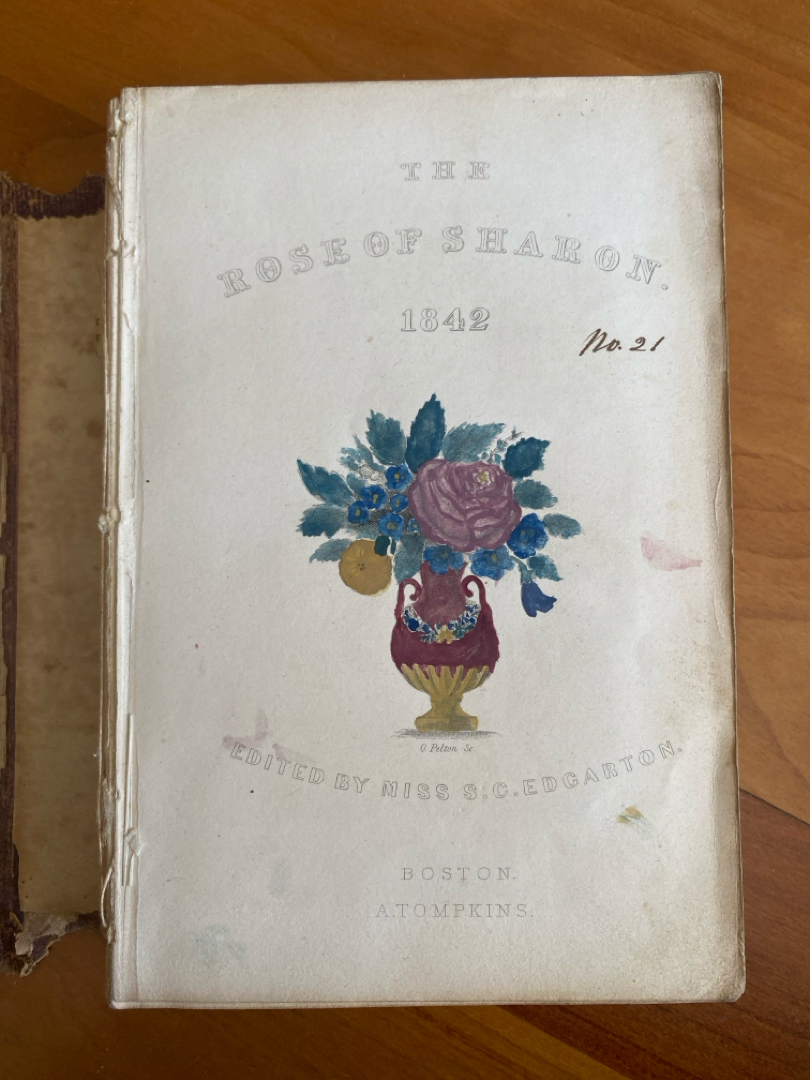 THE
ROSE OF SHARON.
1842
No. 21
O Pelton Sc
EDITED BY MISS S.C. EDGARTON.
BOSTON.
A. TOMPKINS.